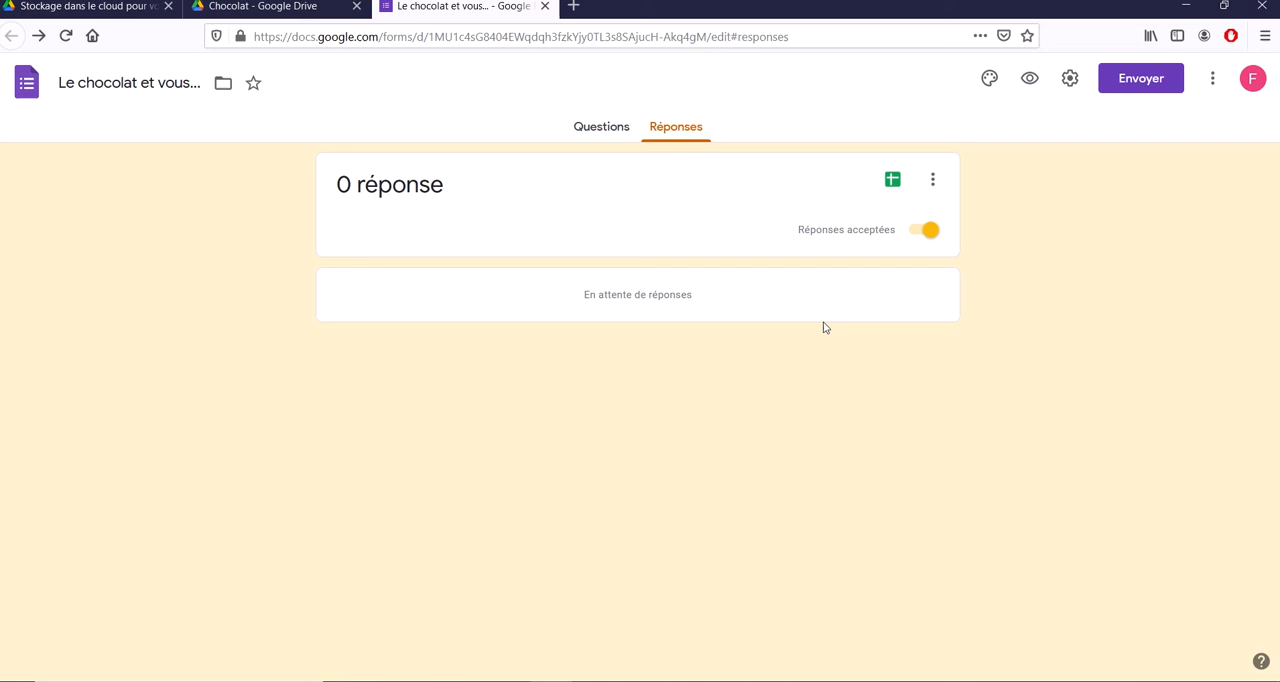 Stockage dans le cloud pour vo
Chocolat - Google Drive
Le chocolat et vous... - Google
https://docs.google.com/forms/d/1MU1c4sG8404EWqdqh3fzkYjy0TL3s8SAjucH-Akq4gM/edit#responses
Le chocolat et vous...
Envoyer
F
Questions
Réponses
0 réponse
Réponses acceptées
En attente de réponses